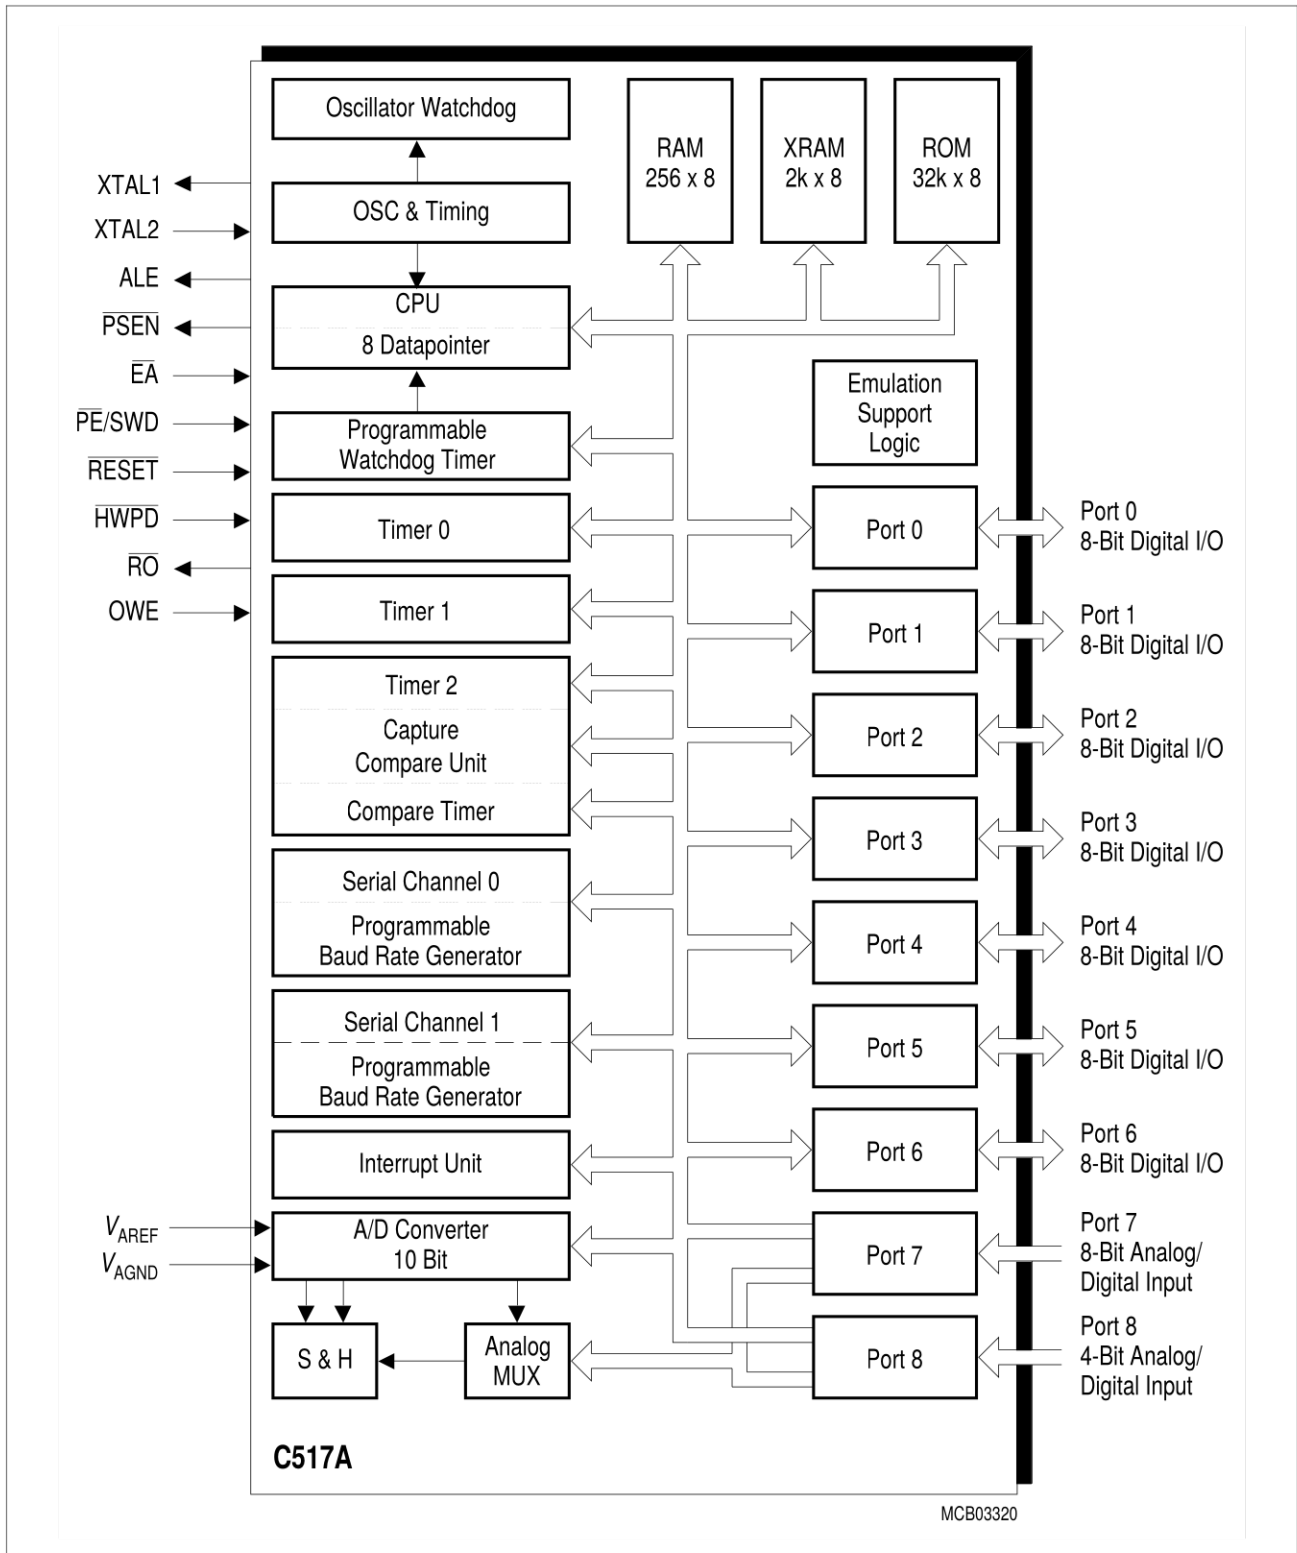 Oscillator Watchdog
OSC & Timing
CPU
8 Datapointer
Programmable
Watchdog Timer
Timer 0
Timer 1
Timer 2
Capture
Compare Unit
Compare Timer
Serial Channel 0
Programmable
Baud Rate Generator
Serial Channel 1
Programmable
Baud Rate Generator
Interrupt Unit
A/D Converter
10 Bit
S & H
Analog
MUX
RAM
256 x 8
XRAM
2k x 8
ROM
32k x 8
Emulation
Support
Logic
Port 0
Port 1
Port 2
Port 3
Port 4
Port 5
Port 6
Port 7
Port 8
XTAL1
XTAL2
ALE
PSEN
EA
PE/SWD
RESET
HWPD
RO
OWE
VAREF
VAGND
Port 0
8-Bit Digital I/O
Port 1
8-Bit Digital I/O
Port 2
8-Bit Digital I/O
Port 3
8-Bit Digital I/O
Port 4
8-Bit Digital I/O
Port 5
8-Bit Digital I/O
Port 6
8-Bit Digital I/O
Port 7
8-Bit Analog/
Digital Input
Port 8
4-Bit Analog/
Digital Input
C517A
MCB03320